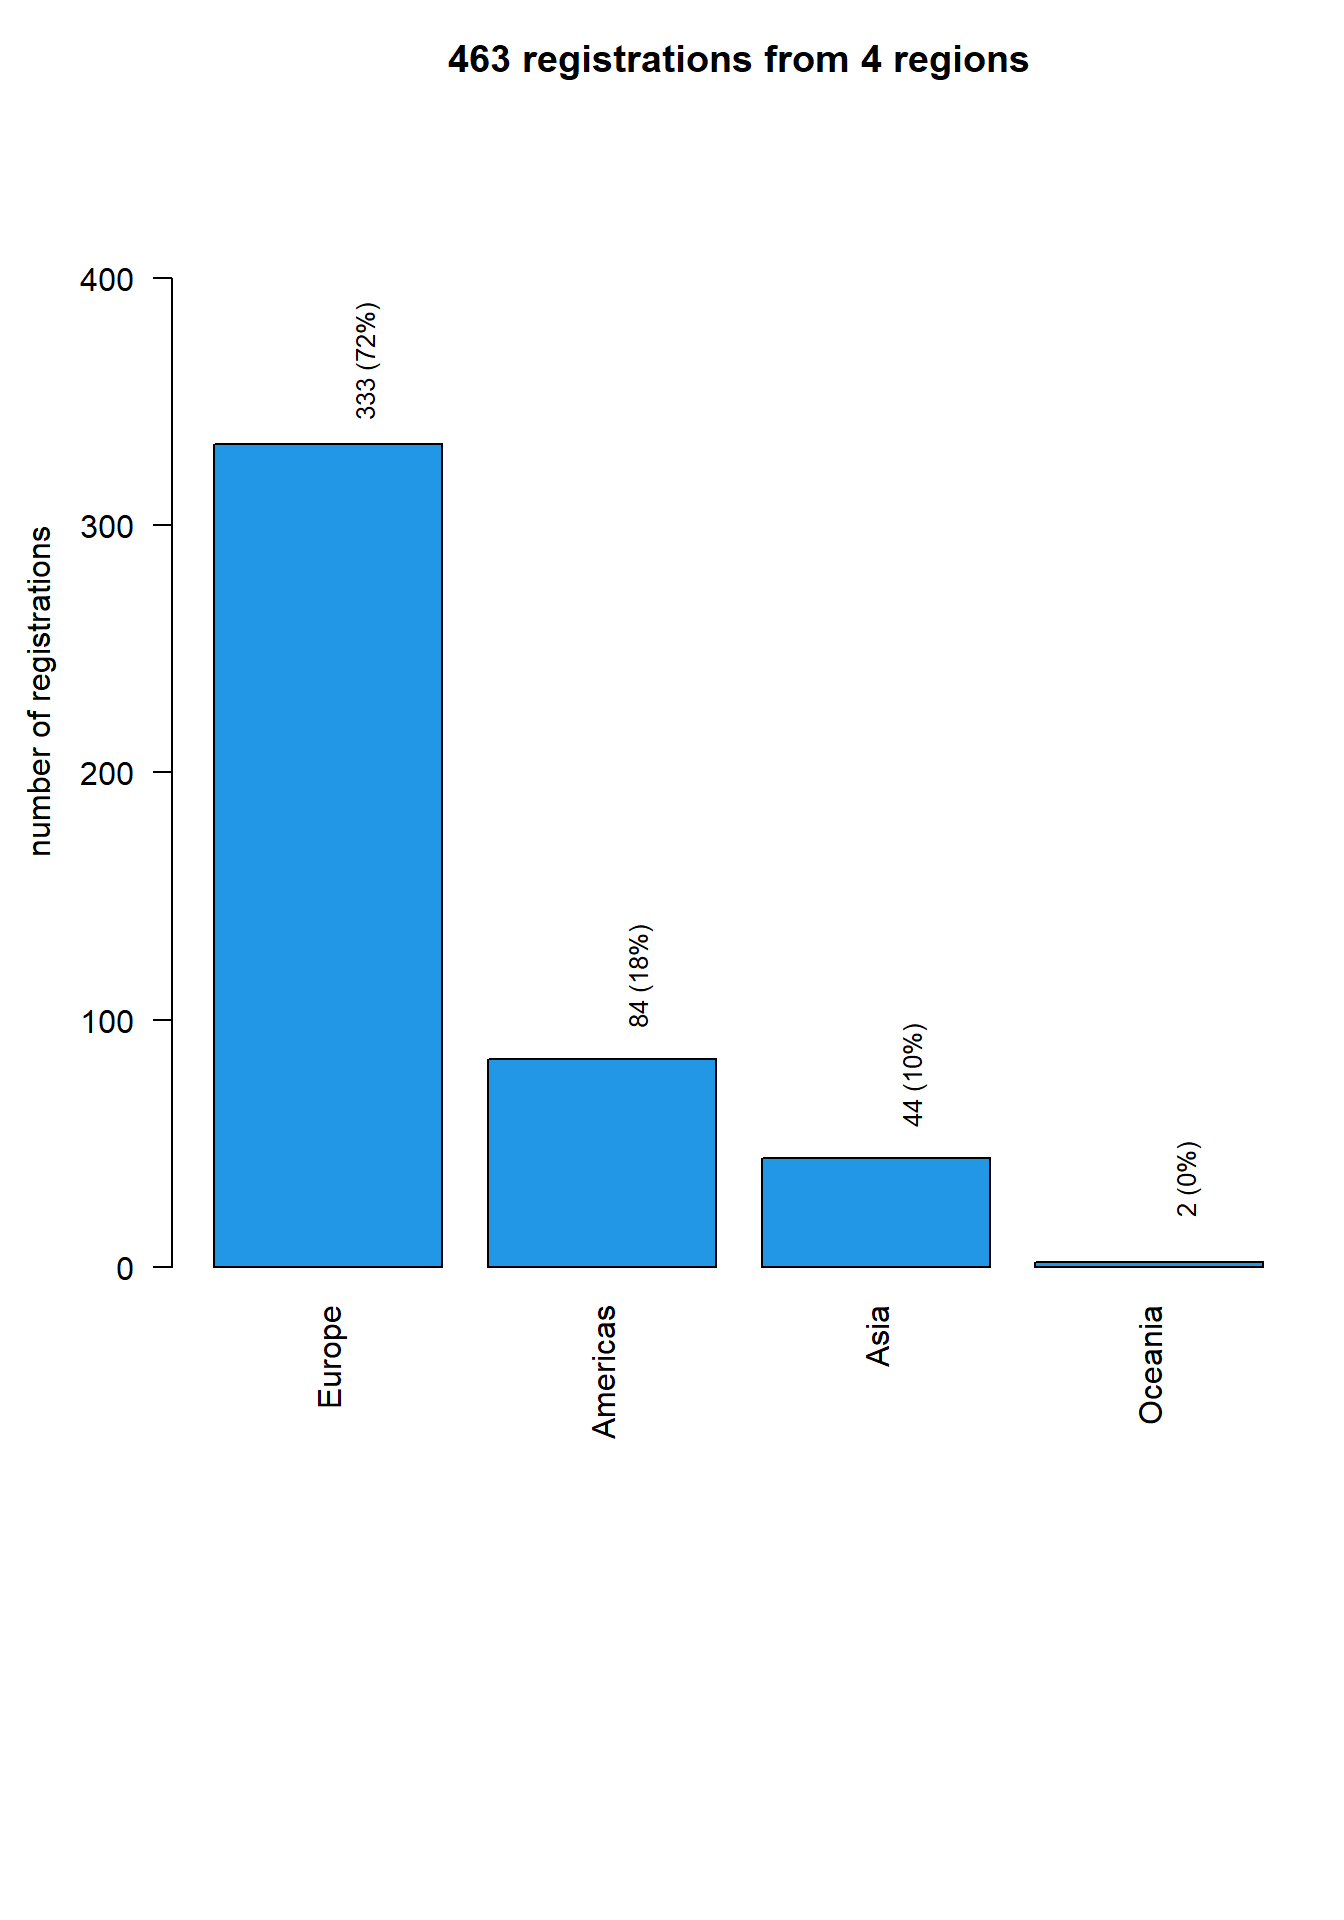 463 registrations from 4 regions
number of registrations
400
300
200
100
0
333 (72%)
84 (18%)
44 (10%)
2 (0%)
Europe
Americas
Asia
Oceania